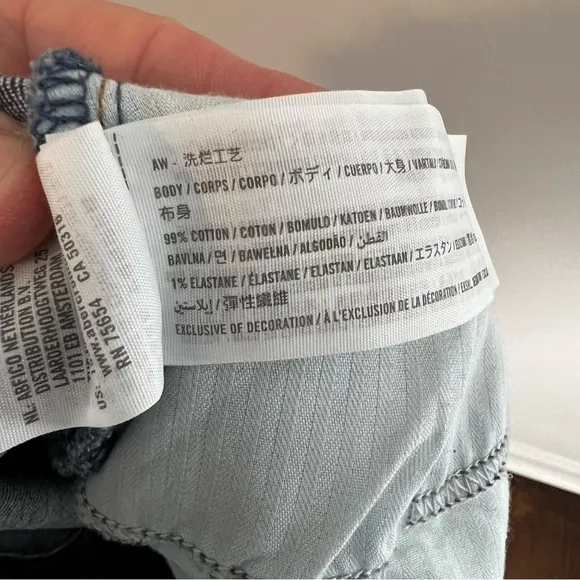 AW - 洗烂工艺
BODY / CORPS / CORPO / ボディ / CUERPO / 大身 /
布身
99% COTTON / COTON / BOMULD / KATOEN / BAUMWOLLE /
BAVLNA / 면 / BAWEŁNA / ALGODÃO / القطن /
1% ELASTANE / ÉLASTANE / ELASTAN / ELASTAAN / エラスタン /
إيلاستين / 彈性纖維
EXCLUSIVE OF DECORATION / À L'EXCLUSION DE LA DÉCORATION /
NL: ABFICO NETHERLANDS
DISTRIBUTION B.V.
LAARDERHOOGTWEG 25
1101 EB AMSTERDAM
US:
RN 75654 CA 50316